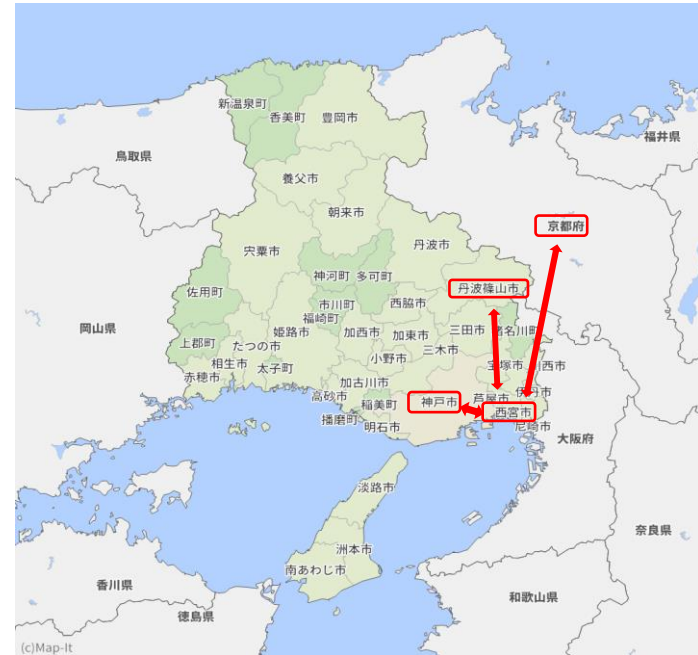 新温泉町
香美町
豊岡市
福井県
鳥取県
養父市
朝来市
京都府
宍粟市
丹波市
神河町
多可町
丹波篠山市
佐用町
市川町
西脇市
岡山県
福崎町
姫路市
加西市
加東市
三田市
猪名川町
上郡町
たつの市
三木市
相生市
太子町
小野市
宝塚市
川西市
赤穂市
加古川市
伊丹市
高砂市
稲美町
神戸市
芦屋市
西宮市
播磨町
明石市
尼崎市
大阪府
淡路市
奈良県
洲本市
南あわじ市
香川県
和歌山県
徳島県
(c)Map-It